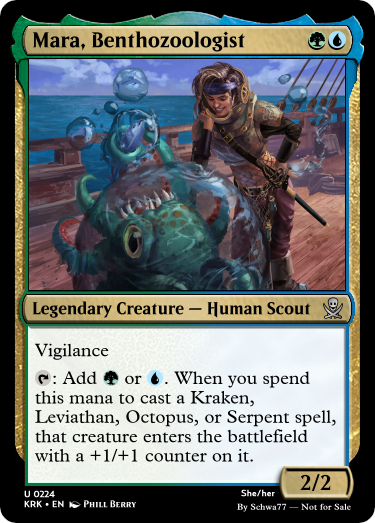 Mara, Benthozoologist
Legendary Creature — Human Scout
Vigilance
: Add or . When you spend
this mana to cast a Kraken,
Leviathan, Octopus, or Serpent spell,
that creature enters the battlefield
with a +1/+1 counter on it.
2/2
U 0224
She/her
KRK • EN Phill Berry
By Schwa77 — Not for Sale